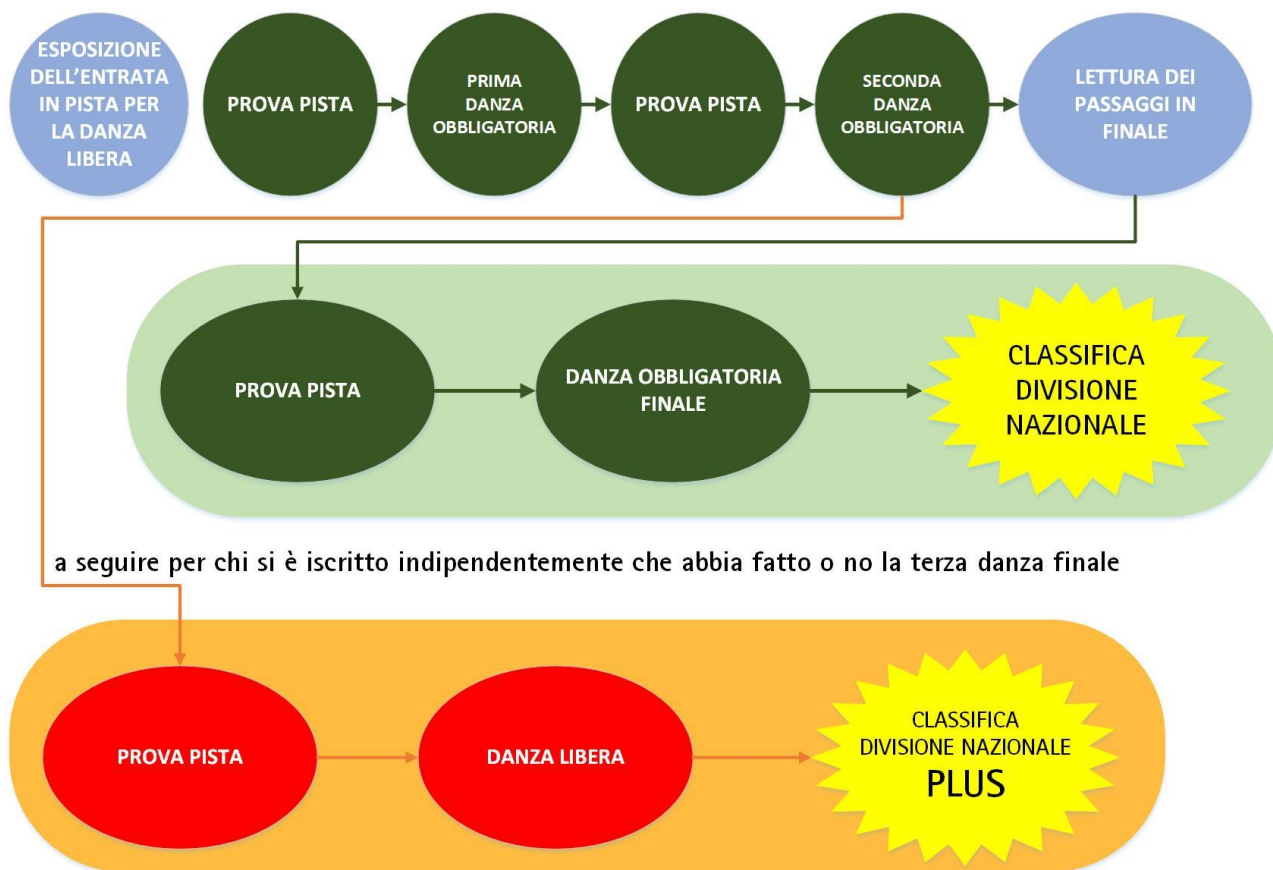 ESPOSIZIONE
DELL'ENTRATA
IN PISTA PER
LA DANZA
LIBERA
PROVA PISTA
PRIMA
DANZA
OBBLIGATORIA
PROVA PISTA
SECONDA
DANZA
OBBLIGATORIA
LETTURA DEI
PASSAGGI IN
FINALE
PROVA PISTA
DANZA OBBLIGATORIA
FINALE
CLASSIFICA
DIVISIONE
NAZIONALE
a seguire per chi si è iscritto indipendentemente che abbia fatto o no la terza danza finale
PROVA PISTA
DANZA LIBERA
CLASSIFICA
DIVISIONE NAZIONALE
PLUS